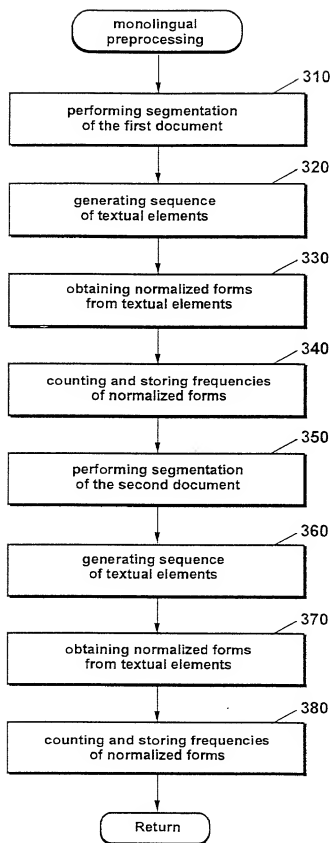 monolingual
preprocessing
310
performing segmentation
of the first document
320
generating sequence
of textual elements
330
obtaining normalized forms
from textual elements
340
counting and storing frequencies
of normalized forms
350
performing segmentation
of the second document
360
generating sequence
of textual elements
370
obtaining normalized forms
from textual elements
380
counting and storing frequencies
of normalized forms
Return